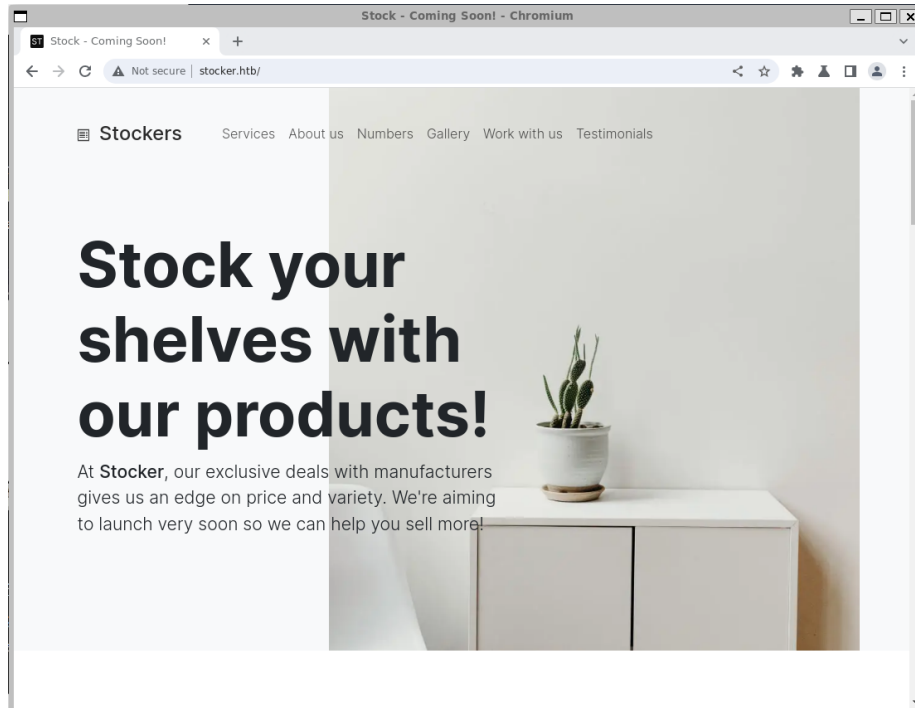 Stock - Coming Soon! - Chromium
ST Stock - Coming Soon!
Not secure stocker.htb/
Stockers Services About us Numbers Gallery Work with us Testimonials
Stock your
shelves with
our products!
At Stocker, our exclusive deals with manufacturers
gives us an edge on price and variety. We're aiming
to launch very soon so we can help you sell more!